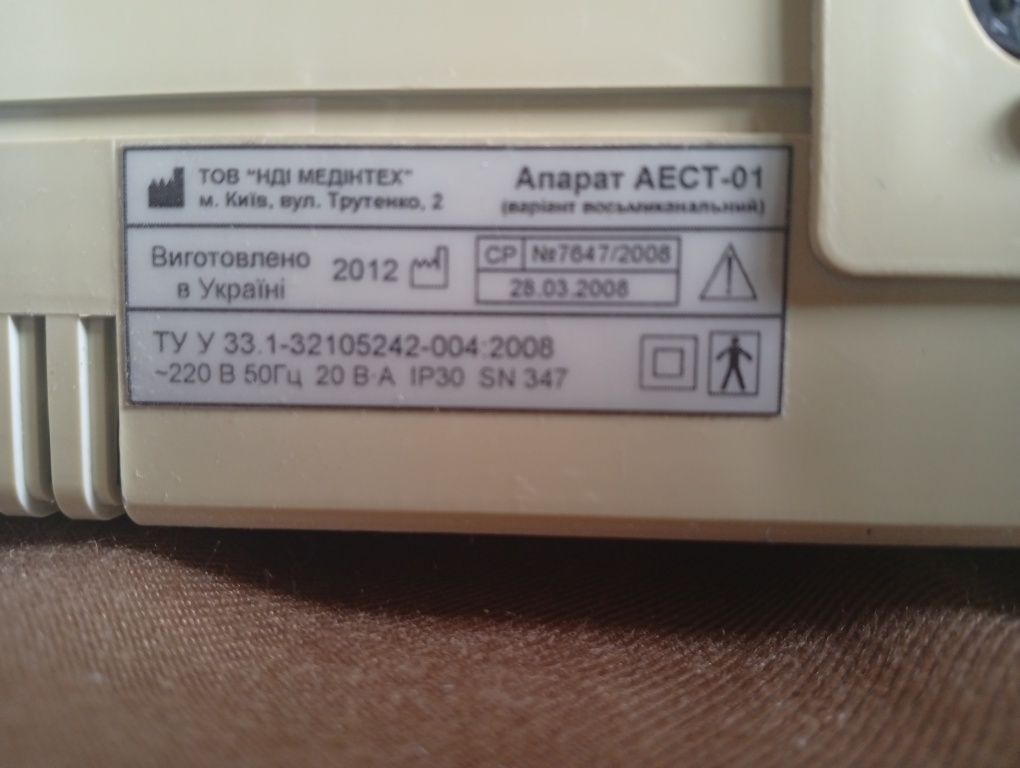 ТОВ "НДІ МЕДІНТЕХ"
м. Київ, вул. Трутенко, 2
Апарат АЕСТ-01
(варіант восьмиканальний)
Виготовлено
в Україні
2012
СР №7647/2008
28.03.2008
ТУ У 33.1-32105242-004:2008
~220 В 50Гц 20 В·А IP30 SN 347